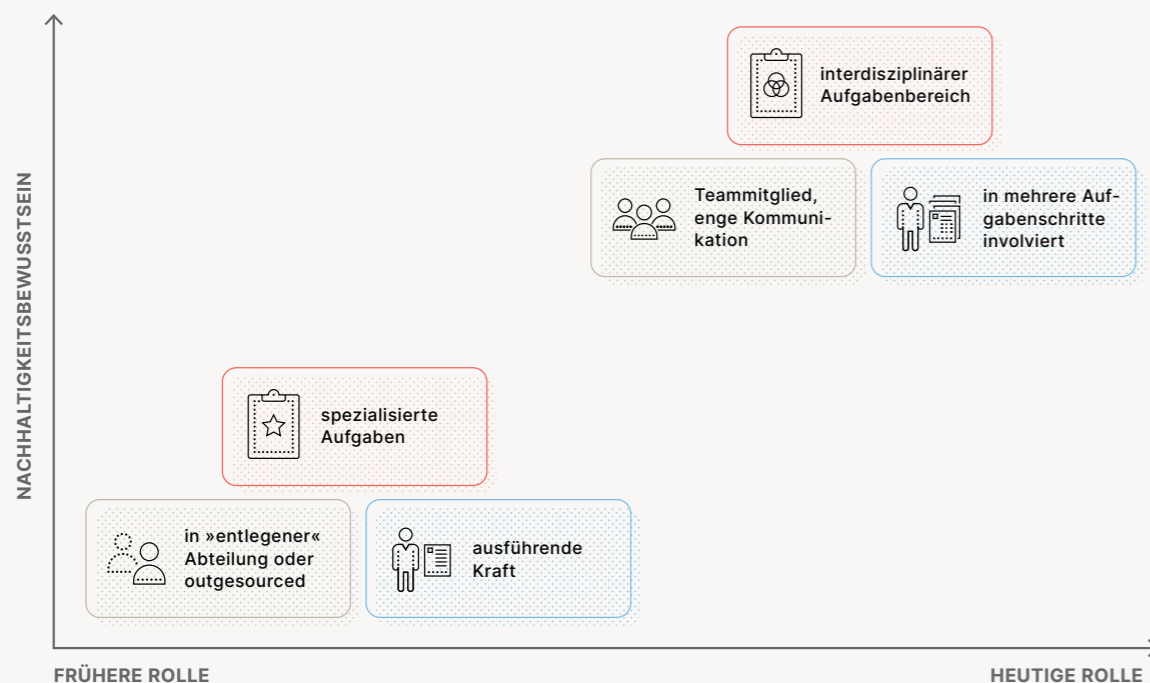 interdisziplinärer
Aufgabenbereich
Teammitglied,
enge Kommuni-
kation
in mehrere Auf-
gabenschritte
involviert
NACHHALTIGKEITSBEWUSSTSEIN
spezialisierte
Aufgaben
in »entlegener«
Abteilung oder
outgesourced
ausführende
Kraft
FRÜHERE ROLLE
HEUTIGE ROLLE